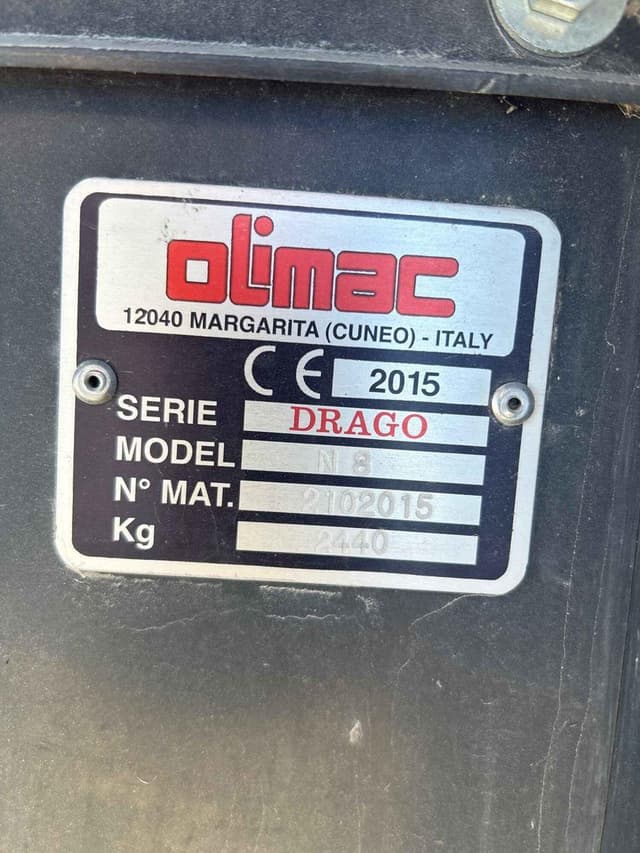 olimac
12040 MARGARITA (CUNEO) - ITALY
CE 2015
SERIE DRAGO
MODEL N 8
N° MAT. 2102015
Kg 2440